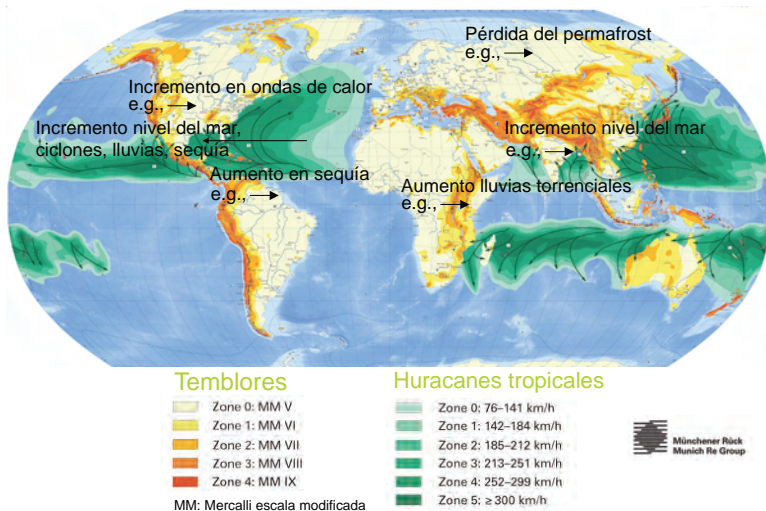 Pérdida del permafrost
e.g.,
Incremento en ondas de calor
e.g.,
Incremento nivel del mar,
ciclones, lluvias, sequía
Incremento nivel del mar
e.g.,
Aumento en sequía
e.g.,
Aumento lluvias torrenciales
e.g.,
Temblores
Zone 0: MM V
Zone 1: MM VI
Zone 2: MM VII
Zone 3: MM VIII
Zone 4: MM IX
MM: Mercalli escala modificada
Huracanes tropicales
Zone 0: 76–141 km/h
Zone 1: 142–184 km/h
Zone 2: 185–212 km/h
Zone 3: 213–251 km/h
Zone 4: 252–299 km/h
Zone 5: ≥ 300 km/h
Münchener Rück
Munich Re Group